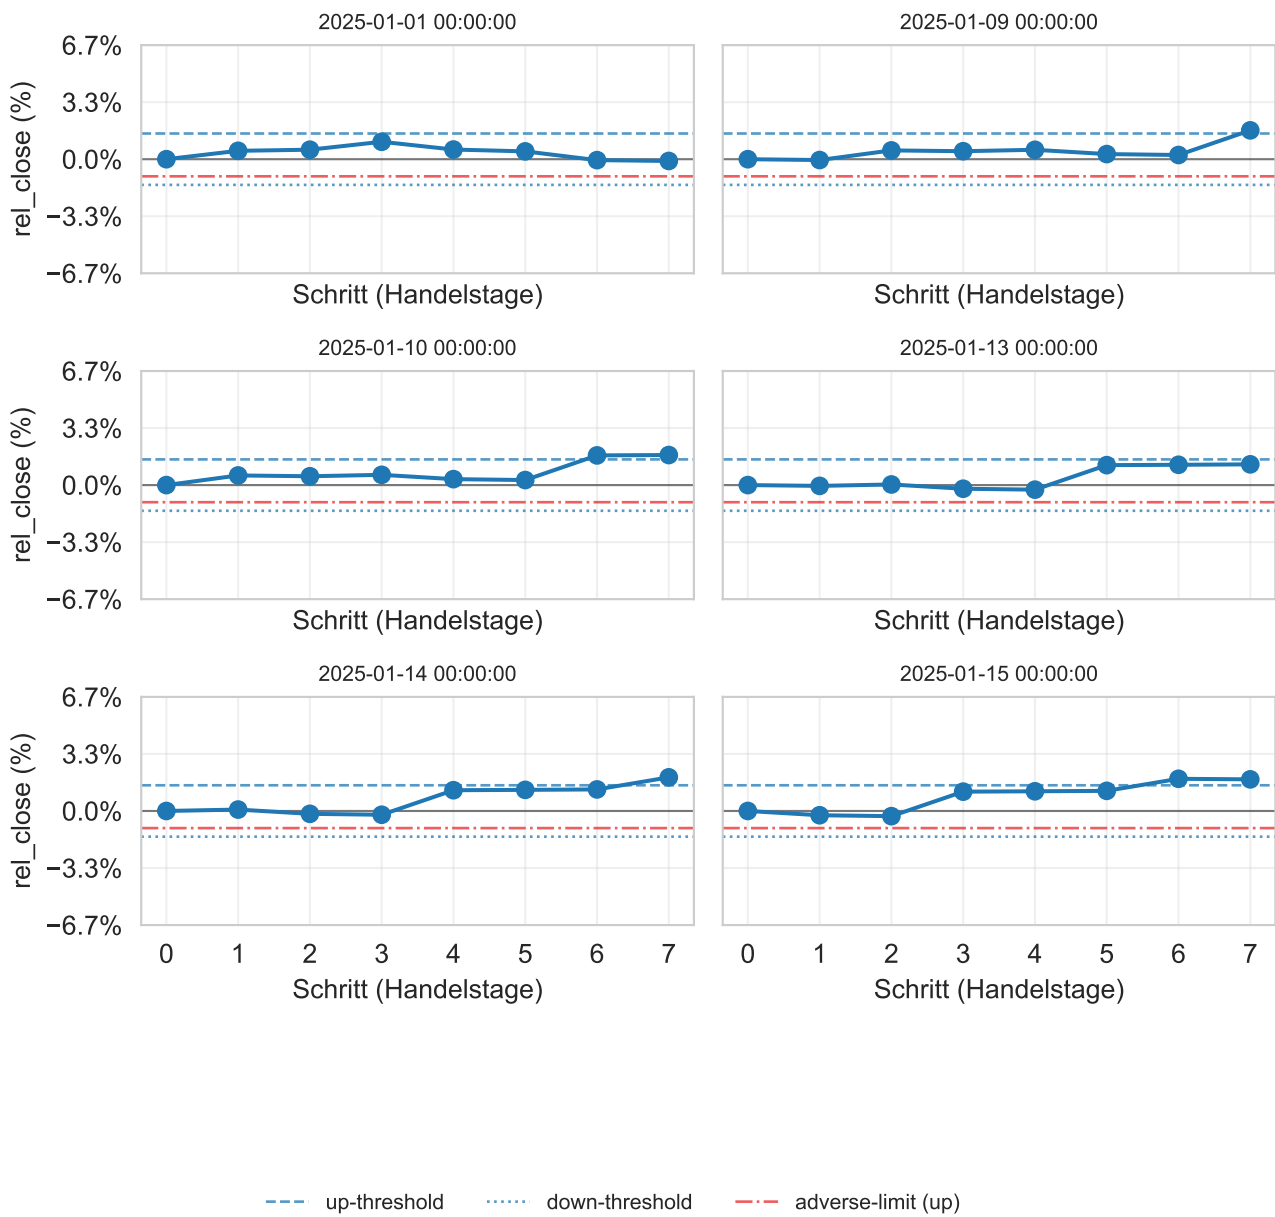 2025-01-01 00:00:00
2025-01-09 00:00:00
6.7%
3.3%
0.0%
−3.3%
−6.7%
rel_close (%)
Schritt (Handelstage)
Schritt (Handelstage)
2025-01-10 00:00:00
2025-01-13 00:00:00
6.7%
3.3%
0.0%
−3.3%
−6.7%
rel_close (%)
Schritt (Handelstage)
Schritt (Handelstage)
2025-01-14 00:00:00
2025-01-15 00:00:00
6.7%
3.3%
0.0%
−3.3%
−6.7%
rel_close (%)
0 1 2 3 4 5 6 7
0 1 2 3 4 5 6 7
Schritt (Handelstage)
Schritt (Handelstage)
up-threshold
down-threshold
adverse-limit (up)